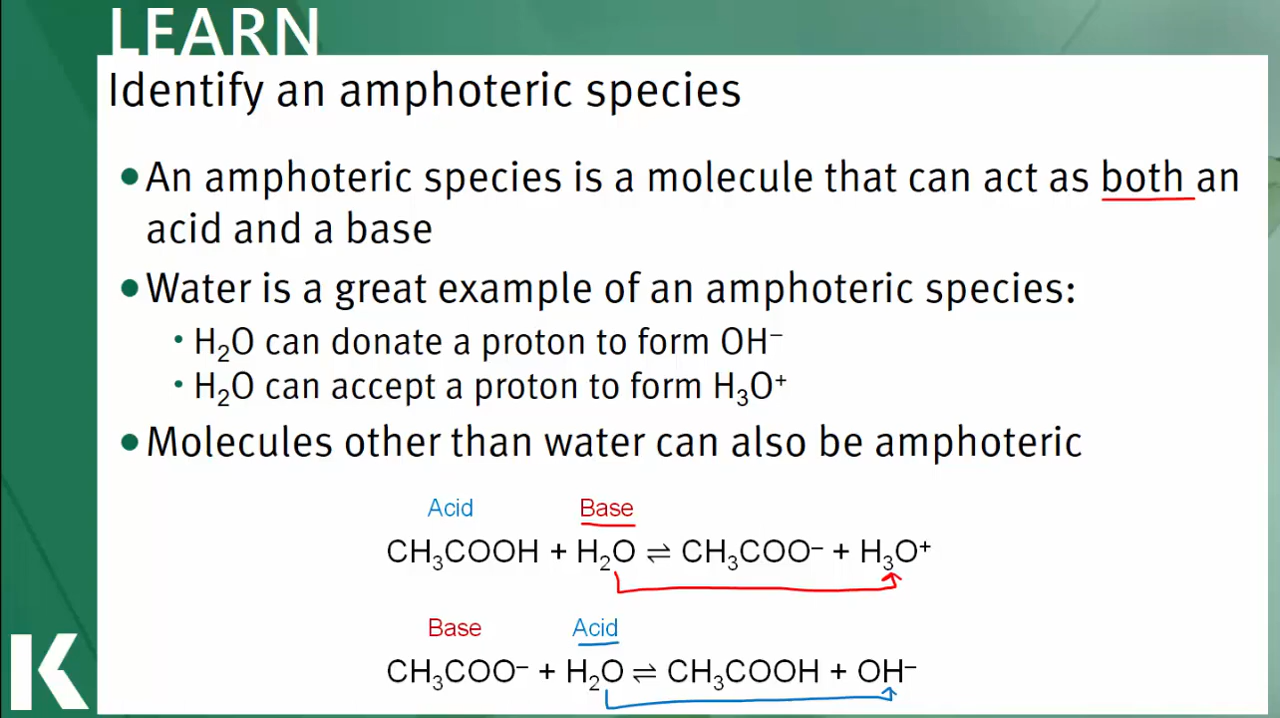 LEARN
Identify an amphoteric species
•An amphoteric species is a molecule that can act as both an
acid and a base
•Water is a great example of an amphoteric species:
•H₂O can donate a proton to form OH⁻
•H₂O can accept a proton to form H₃O⁺
•Molecules other than water can also be amphoteric
Acid Base
CH₃COOH + H₂O ⇌ CH₃COO⁻ + H₃O⁺
Base Acid
CH₃COO⁻ + H₂O ⇌ CH₃COOH + OH⁻
K